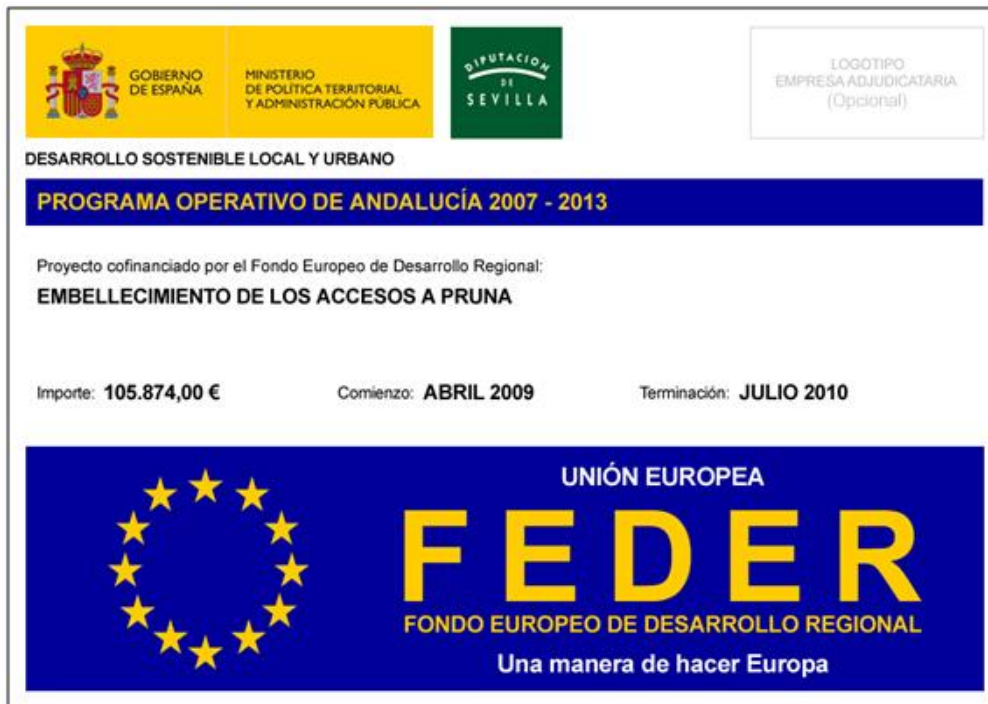 GOBIERNO
DE ESPAÑA
MINISTERIO
DE POLÍTICA TERRITORIAL
Y ADMINISTRACIÓN PÚBLICA
DIPUTACION
DE
SEVILLA
LOGOTIPO
EMPRESA ADJUDICATARIA
(Opcional)
DESARROLLO SOSTENIBLE LOCAL Y URBANO
PROGRAMA OPERATIVO DE ANDALUCÍA 2007 - 2013
Proyecto cofinanciado por el Fondo Europeo de Desarrollo Regional:
EMBELLECIMIENTO DE LOS ACCESOS A PRUNA
Importe: 105.874,00 € Comienzo: ABRIL 2009 Terminación: JULIO 2010
UNIÓN EUROPEA
FEDER
FONDO EUROPEO DE DESARROLLO REGIONAL
Una manera de hacer Europa